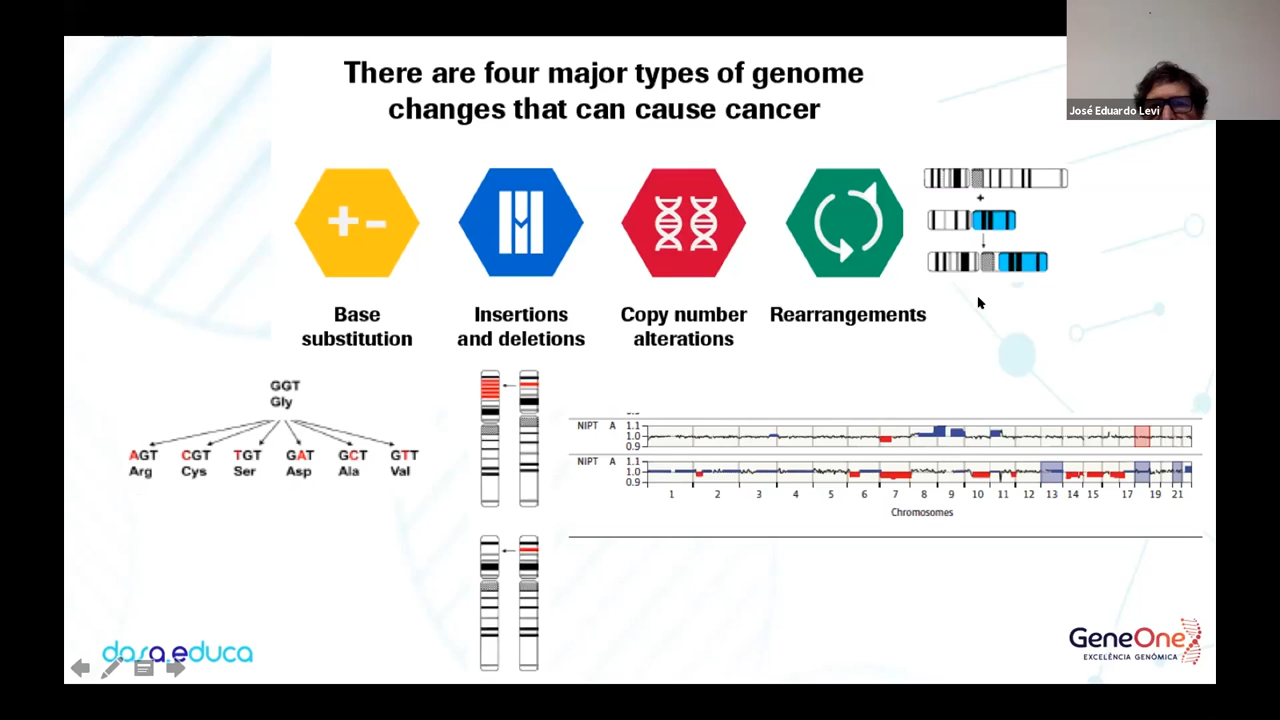 There are four major types of genome
changes that can cause cancer
José Eduardo Levi
Base
substitution
Insertions
and deletions
Copy number
alterations
Rearrangements
GGT
Gly
AGT CGT TGT GAT GCT GTT
Arg Cys Ser Asp Ala Val
NIPT A 1.1
1.0
0.9
NIPT A 1.1
1.0
0.9
1 2 3 4 5 6 7 8 9 10 11 12 13 14 15 17 19 21
Chromosomes
dasa.educa
GeneOne
EXCELÊNCIA GENÔMICA